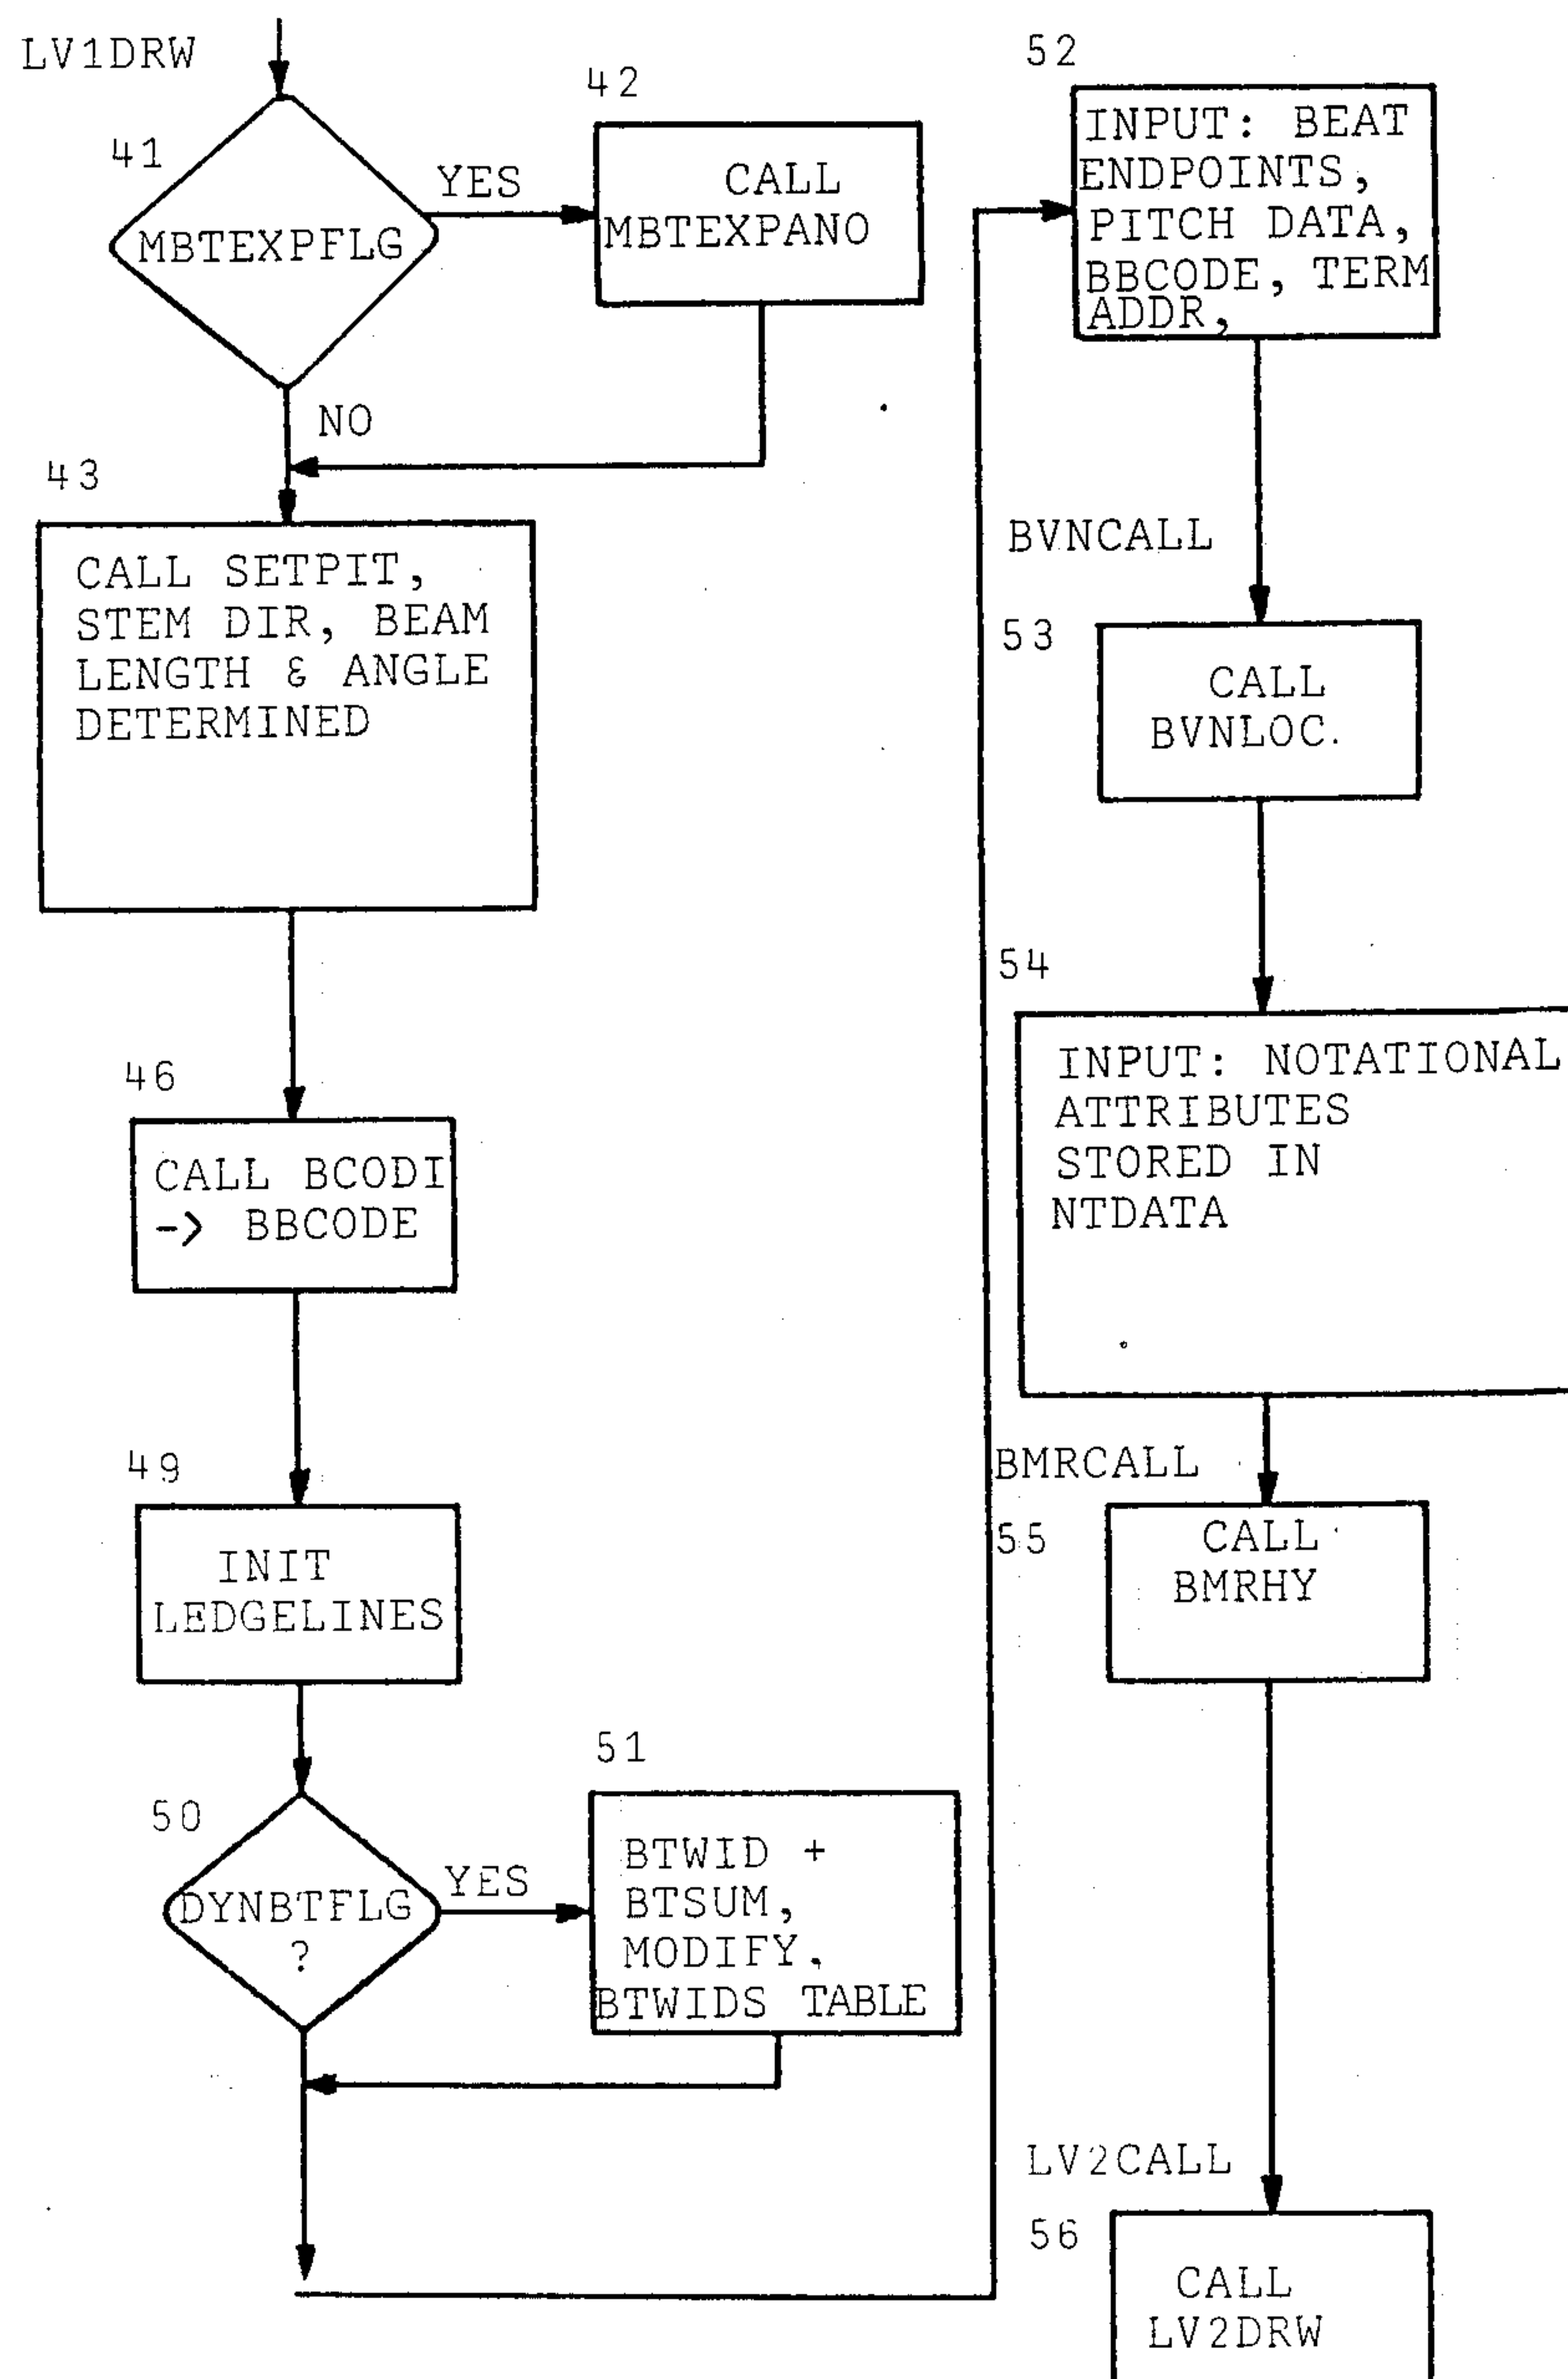 LV1DRW
41
MBTEXPFLG
YES
42
CALL
MBTEXPANO
NO
43
CALL SETPIT,
STEM DIR, BEAM
LENGTH & ANGLE
DETERMINED
46
CALL BCODI
-> BBCODE
49
INIT
LEDGELINES
50
DYNBTFLG
?
YES
51
BTWID +
BTSUM,
MODIFY.
BTWIDS TABLE
52
INPUT: BEAT
ENDPOINTS,
PITCH DATA,
BBCODE, TERM
ADDR,
BVNCALL
53
CALL
BVNLOC.
54
INPUT: NOTATIONAL
ATTRIBUTES
STORED IN
NTDATA
BMRCALL
55
CALL
BMRHY
LV2CALL
56
CALL
LV2DRW